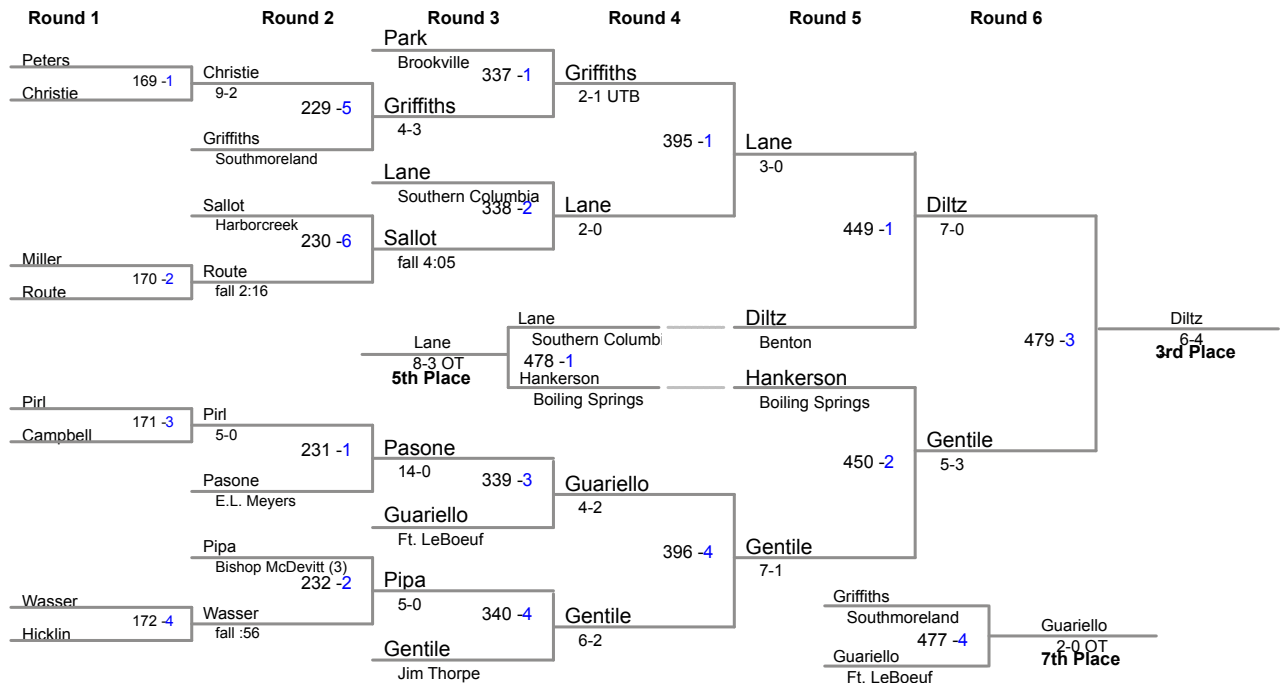 Round 1 Round 2 Round 3 Round 4 Round 5 Round 6
Park
Brookville
337 -1
Peters
169 -1
Christie
Christie
9-2
229 -5
Griffiths
Southmoreland
Griffiths
4-3
Griffiths
2-1 UTB
395 -1
Lane
Southern Columbia
338 -2
Lane
2-0
Lane
3-0
Sallot
Harborcreek
230 -6
Sallot
fall 4:05
Miller
170 -2
Route
Route
fall 2:16
449 -1
Diltz
7-0
Diltz
Benton
Lane
Southern Columbi
478 -1
Hankerson
Boiling Springs
Lane
8-3 OT
5th Place
Hankerson
Boiling Springs
479 -3
Diltz
6-4
3rd Place
Pirl
171 -3
Campbell
Pirl
5-0
231 -1
Pasone
E.L. Meyers
Pasone
14-0
339 -3
Guariello
Ft. LeBoeuf
Guariello
4-2
396 -4
450 -2
Gentile
5-3
Pipa
Bishop McDevitt (3)
232 -2
Pipa
5-0
340 -4
Wasser
172 -4
Hicklin
Wasser
fall :56
Gentile
Jim Thorpe
Gentile
6-2
Gentile
7-1
Griffiths
Southmoreland
477 -4
Guariello
Ft. LeBoeuf
Guariello
2-0 OT
7th Place